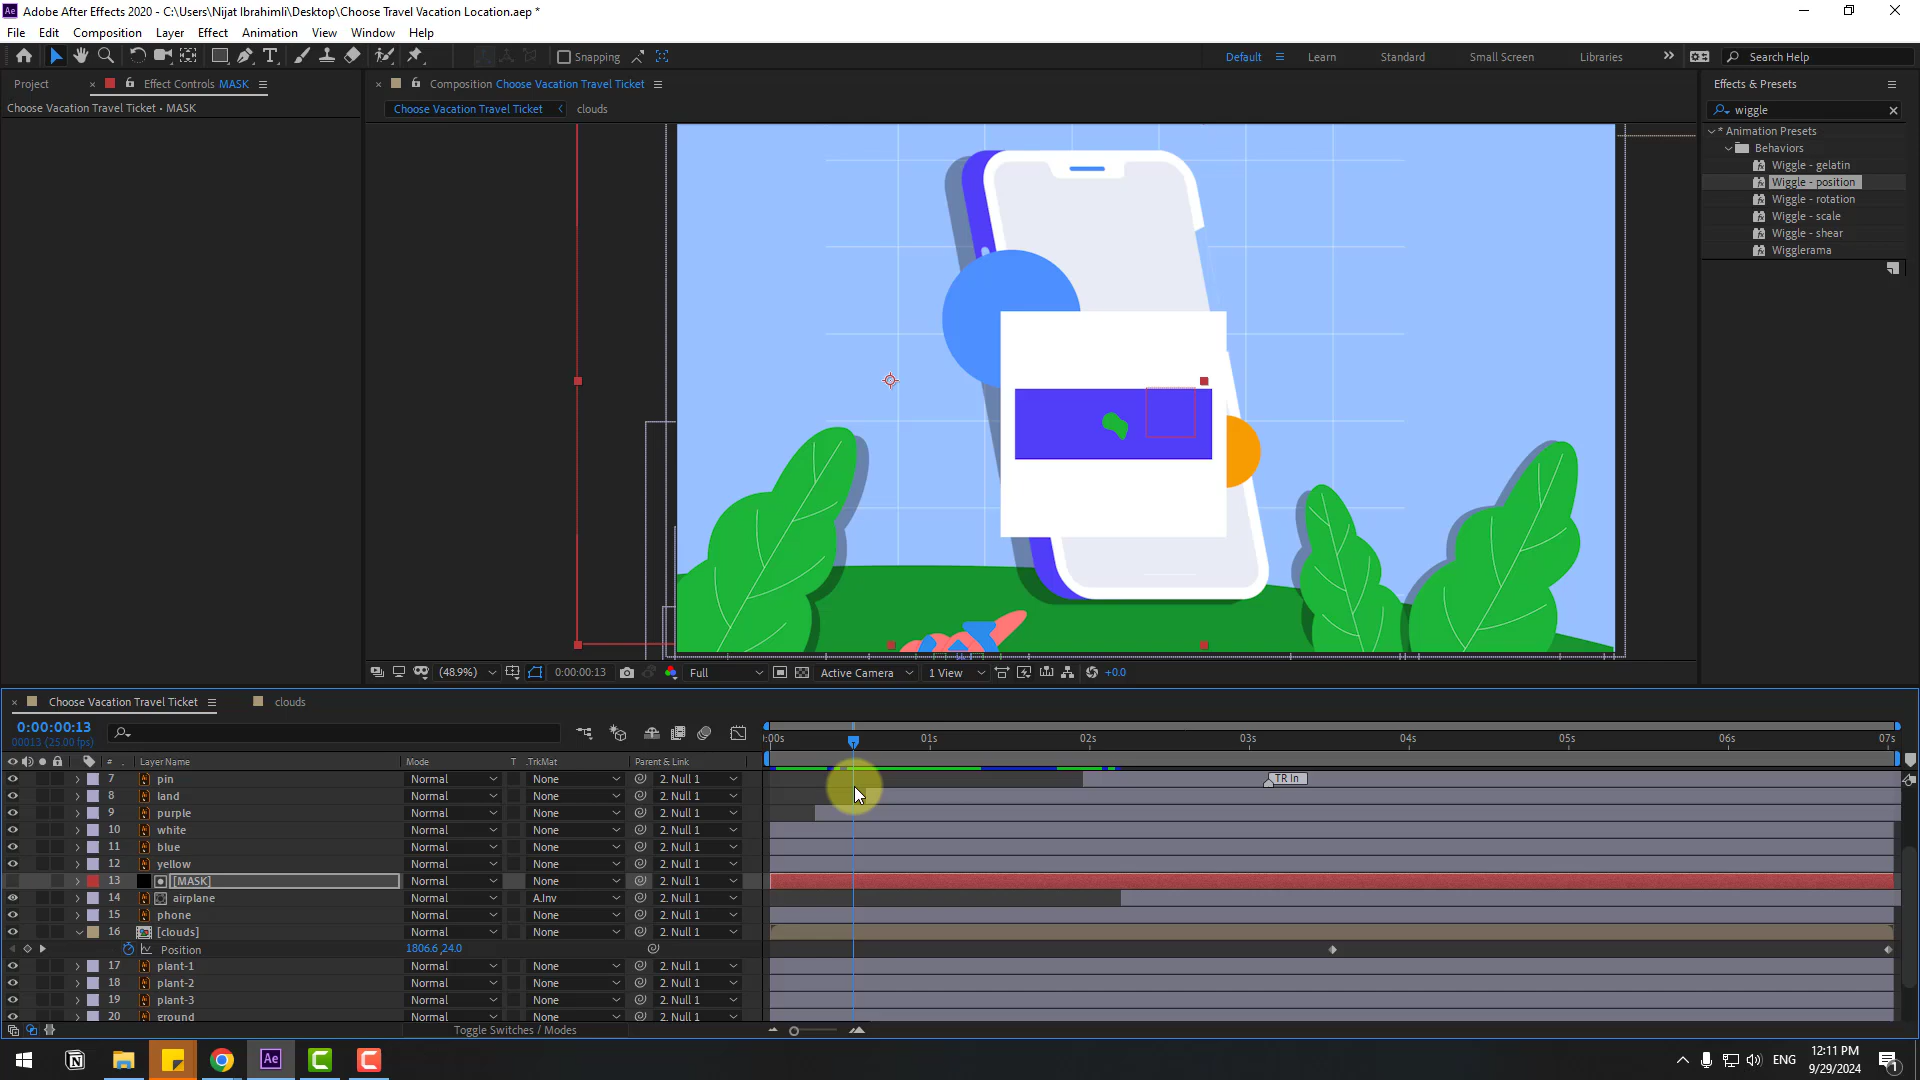 Adobe After Effects 2020 - C:\Users\Nijat Ibrahimli\Desktop\Choose Travel Vacation Location.aep *
File Edit Composition Layer Effect Animation View Window Help
Snapping
Default Learn Standard Small Screen Libraries Search Help
Project Effect Controls MASK
Composition Choose Vacation Travel Ticket
Effects & Presets
Choose Vacation Travel Ticket • MASK
Choose Vacation Travel Ticket clouds
wiggle
* Animation Presets
Behaviors
Wiggle - gelatin
Wiggle - position
Wiggle - rotation
Wiggle - scale
Wiggle - shear
Wigglerama
(48.9%) 0:00:00:13 Full Active Camera 1 View +0.0
Choose Vacation Travel Ticket clouds
0:00:00:13
00013 (25.00 fps)
:00s 01s 02s 03s 04s 05s 06s 07s
# . Layer Name Mode T .TrkMat Parent & Link
7 pin Normal None 2. Null 1 TR In
8 land Normal None 2. Null 1
9 purple Normal None 2. Null 1
10 white Normal None 2. Null 1
11 blue Normal None 2. Null 1
12 yellow Normal None 2. Null 1
13 [MASK] Normal None 2. Null 1
14 airplane Normal A.Inv 2. Null 1
15 phone Normal None 2. Null 1
16 [clouds] Normal None 2. Null 1
Position 1806.6,24.0
17 plant-1 Normal None 2. Null 1
18 plant-2 Normal None 2. Null 1
19 plant-3 Normal None 2. Null 1
20 ground Normal None 2. Null 1
Toggle Switches / Modes
Ae ENG 12:11 PM
9/29/2024
1